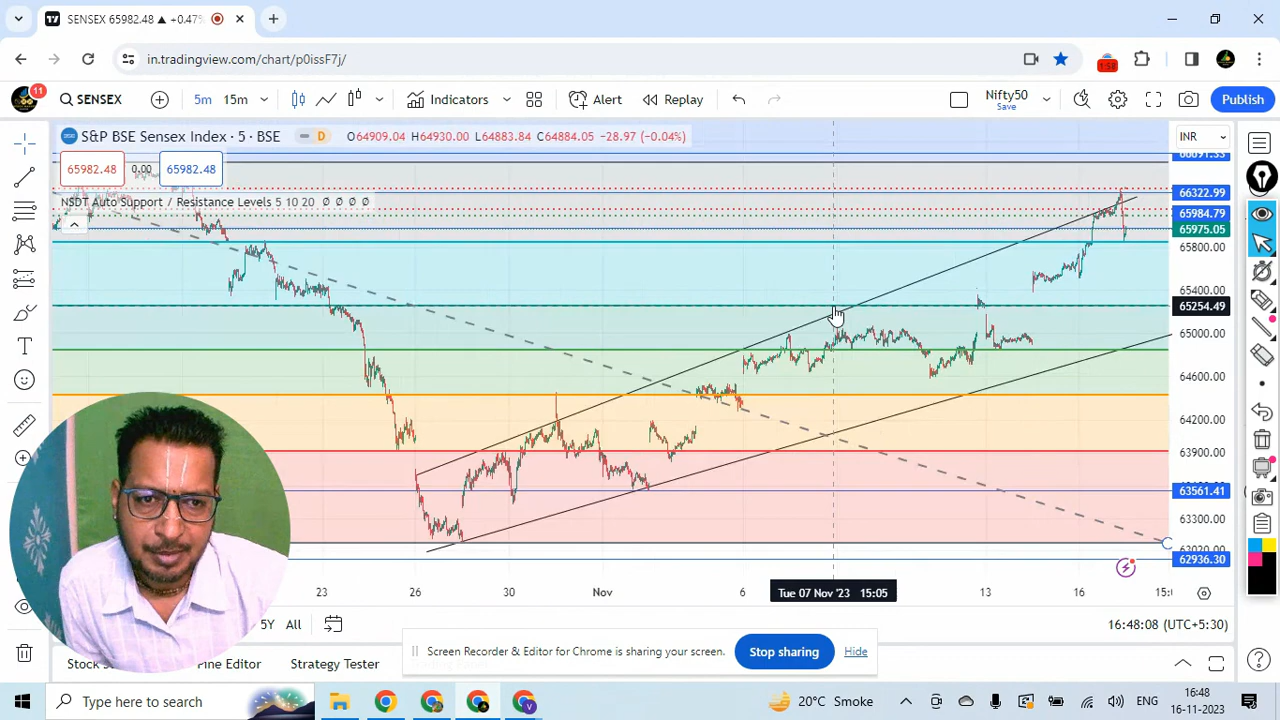 SENSEX 65982.48 ▲ +0.47%
in.tradingview.com/chart/p0issF7j/
1:58
11
SENSEX
5m 15m
Indicators
Alert
Replay
Nifty50
Save
Publish
S&P BSE Sensex Index · 5 · BSE
D
O64909.04 H64930.00 L64883.84 C64884.05 −28.97 (−0.04%)
INR
65982.48 0.00 65982.48
NSDT Auto Support / Resistance Levels 5 10 20 Ø Ø Ø Ø
66322.99
65984.79
65975.05
65800.00
65400.00
65254.49
65000.00
64600.00
64200.00
63900.00
63561.41
63300.00
62936.30
23 26 30 Nov 6 Tue 07 Nov '23 15:05 13 16 15:
5Y All
16:48:08 (UTC+5:30)
Screen Recorder & Editor for Chrome is sharing your screen.
Stop sharing
Hide
Pine Editor
Strategy Tester
Type here to search
20°C Smoke
ENG
16:48
16-11-2023